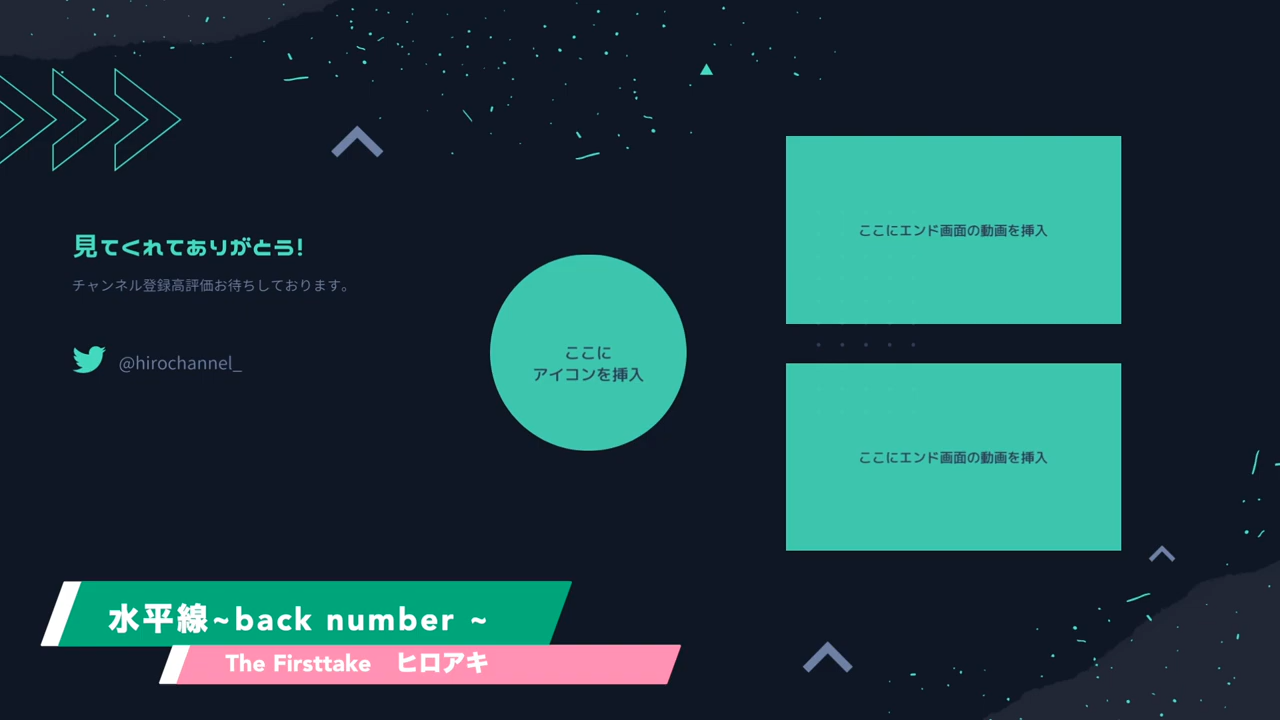 見てくれてありがとう!
チャンネル登録高評価お待ちしております。
@hirochannel_
ここに
アイコンを挿入
ここにエンド画面の動画を挿入
ここにエンド画面の動画を挿入
水平線~back number ~
The Firsttake　ヒロアキ